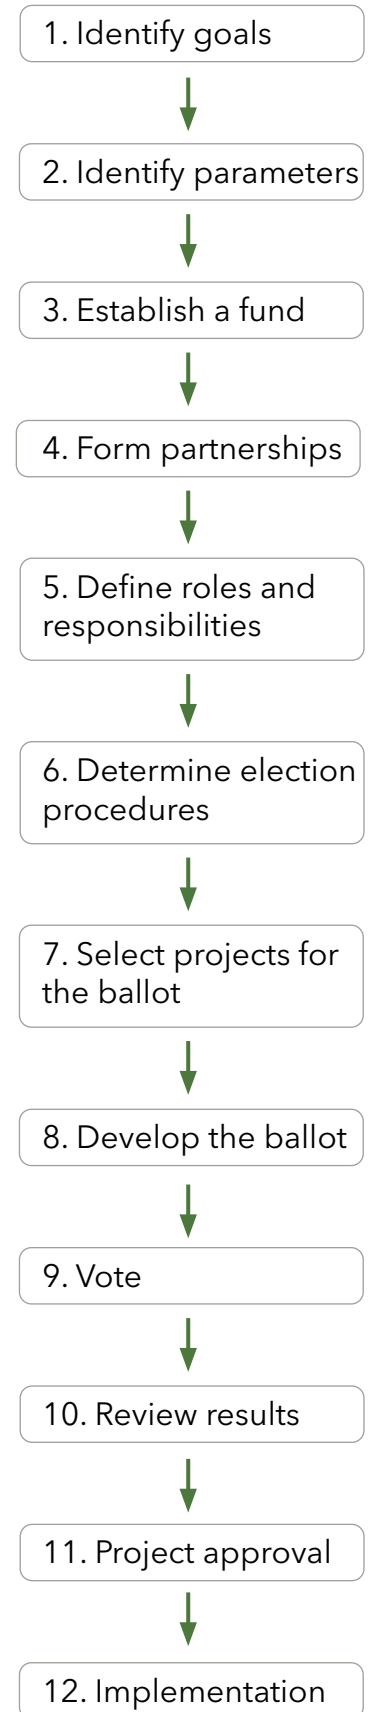 1. Identify goals
2. Identify parameters
3. Establish a fund
4. Form partnerships
5. Define roles and
responsibilities
6. Determine election
procedures
7. Select projects for
the ballot
8. Develop the ballot
9. Vote
10. Review results
11. Project approval
12. Implementation